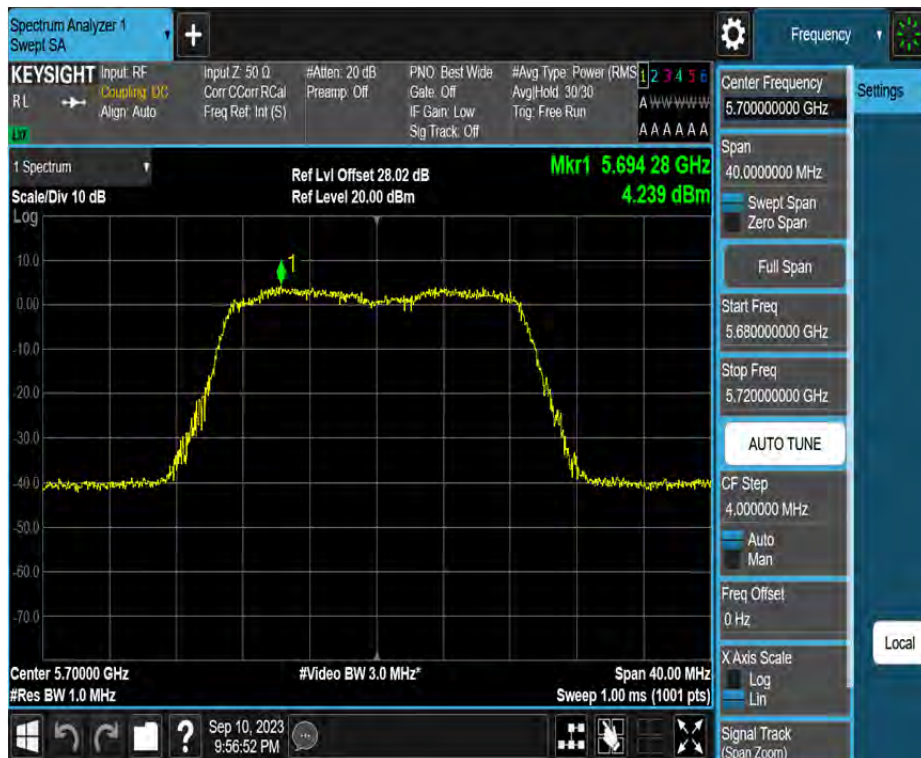 Spectrum Analyzer 1
Swept SA
Frequency
KEYSIGHT
RL
LXI
Input: RF
Coupling: DC
Align: Auto
Input Z: 50 Ω
Corr CCorr RCal
Freq Ref: Int (S)
#Atten: 20 dB
Preamp: Off
PNO: Best Wide
Gate: Off
IF Gain: Low
Sig Track: Off
#Avg Type: Power (RMS
Avg|Hold: 30/30
Trig: Free Run
1 2 3 4 5 6
A W W W W W
A A A A A A
1 Spectrum
Scale/Div 10 dB
Ref Lvl Offset 28.02 dB
Ref Level 20.00 dBm
Mkr1 5.694 28 GHz
4.239 dBm
Log
1
10.0
0.00
-10.0
-20.0
-30.0
-40.0
-50.0
-60.0
-70.0
Center 5.70000 GHz
#Video BW 3.0 MHz*
Span 40.00 MHz
#Res BW 1.0 MHz
Sweep 1.00 ms (1001 pts)
Sep 10, 2023
9:56:52 PM
?
Center Frequency
5.700000000 GHz
Span
40.0000000 MHz
Swept Span
Zero Span
Full Span
Start Freq
5.680000000 GHz
Stop Freq
5.720000000 GHz
AUTO TUNE
CF Step
4.000000 MHz
Auto
Man
Freq Offset
0 Hz
X Axis Scale
Log
Lin
Signal Track
(Span Zoom)
Settings
Local